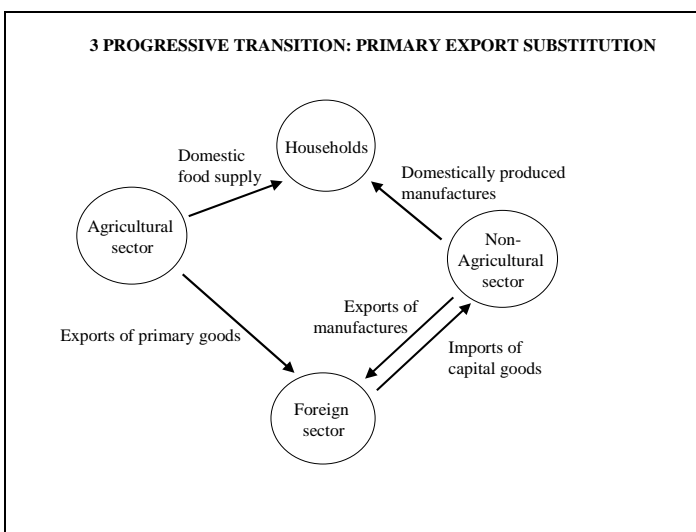 3 PROGRESSIVE TRANSITION: PRIMARY EXPORT SUBSTITUTION
Households
Domestic
food supply
Domestically produced
manufactures
Agricultural
sector
Non-
Agricultural
sector
Exports of
manufactures
Exports of primary goods
Imports of
capital goods
Foreign
sector